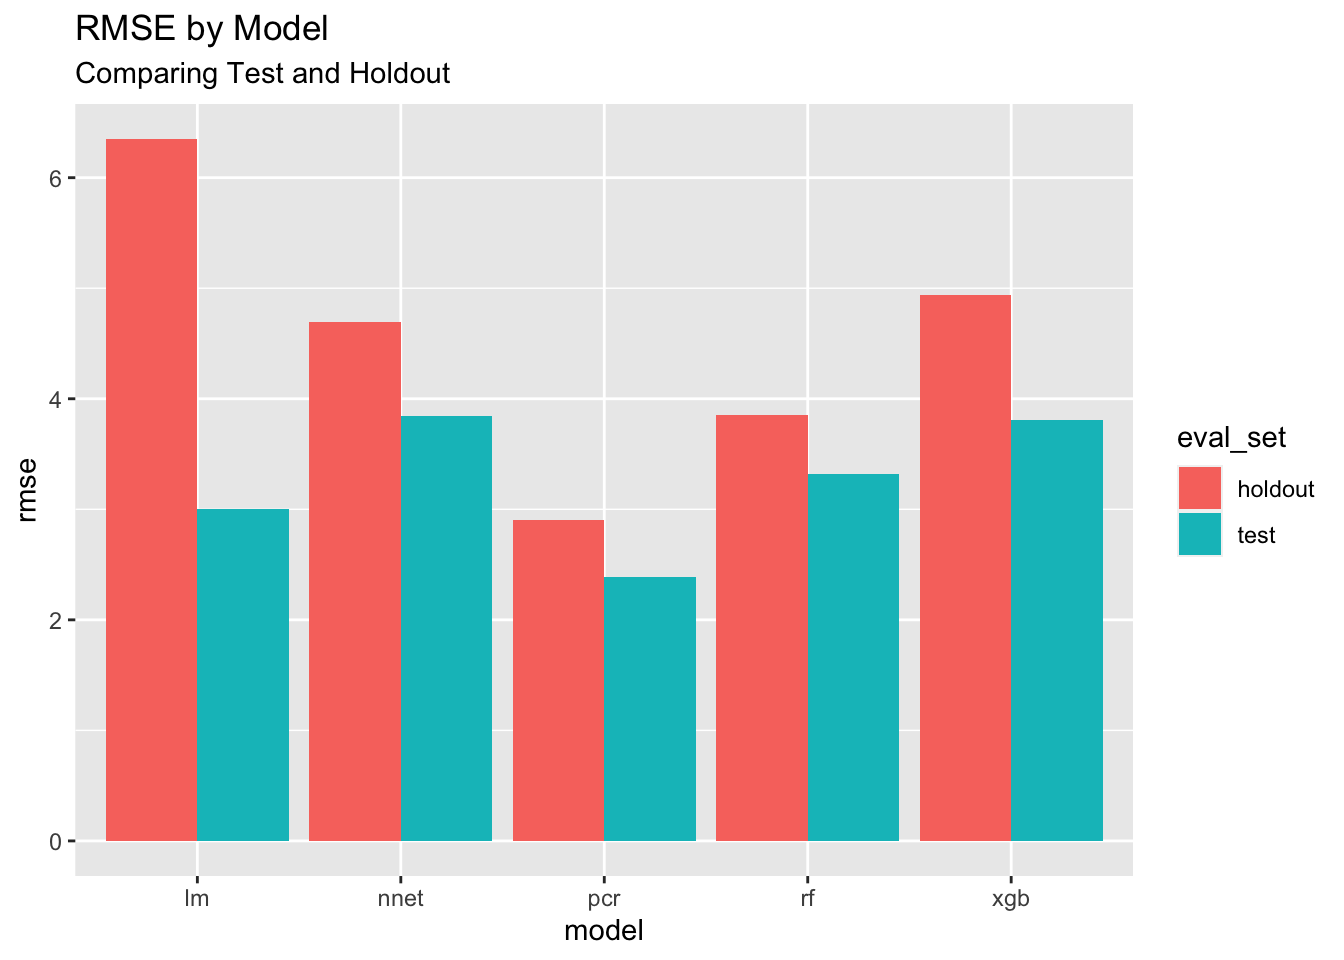 RMSE by Model
Comparing Test and Holdout
rmse
6
4
2
0
lm nnet pcr rf xgb
model
eval_set
holdout
test